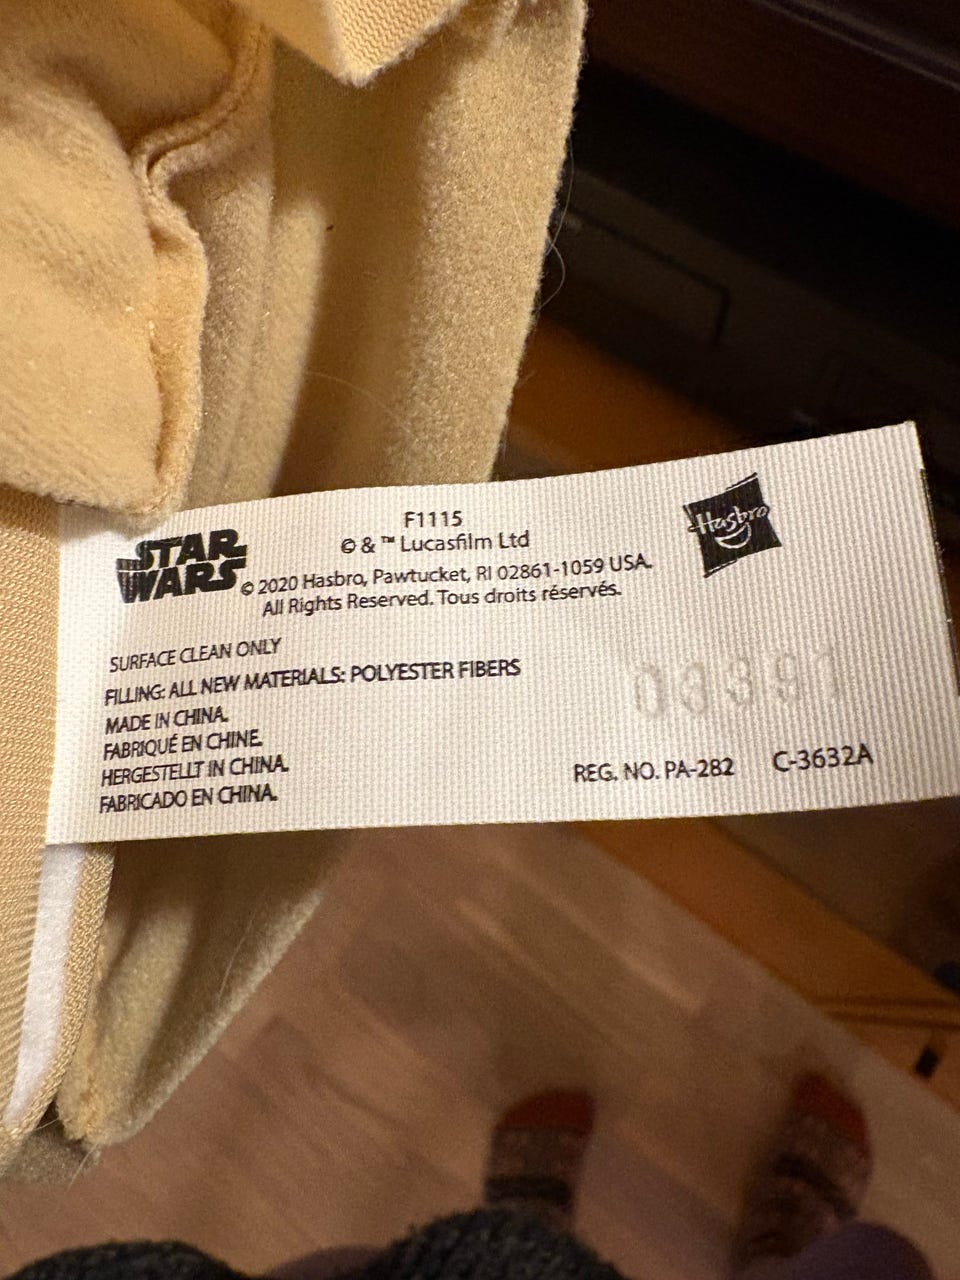 STAR
WARS
F1115
© & ™ Lucasfilm Ltd
© 2020 Hasbro, Pawtucket, RI 02861-1059 USA.
All Rights Reserved. Tous droits réservés.
Hasbro
SURFACE CLEAN ONLY
FILLING: ALL NEW MATERIALS: POLYESTER FIBERS
MADE IN CHINA.
FABRIQUÉ EN CHINE.
HERGESTELLT IN CHINA.
FABRICADO EN CHINA.
REG. NO. PA-282 C-3632A